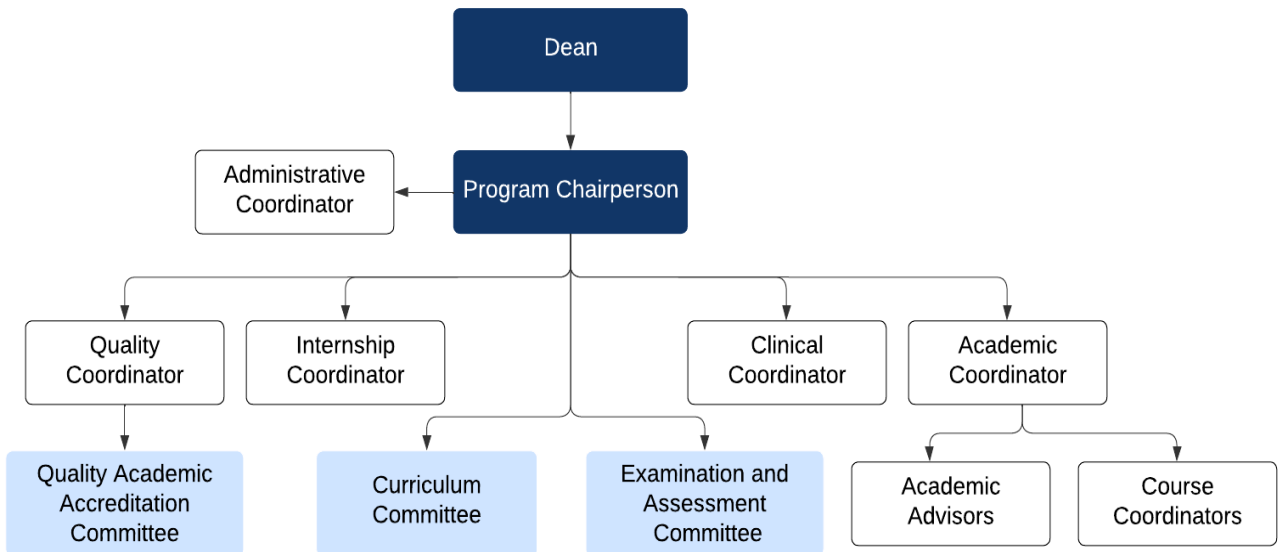 Dean
Administrative
Coordinator
Program Chairperson
Quality
Coordinator
Internship
Coordinator
Clinical
Coordinator
Academic
Coordinator
Quality Academic
Accreditation
Committee
Curriculum
Committee
Examination and
Assessment
Committee
Academic
Advisors
Course
Coordinators